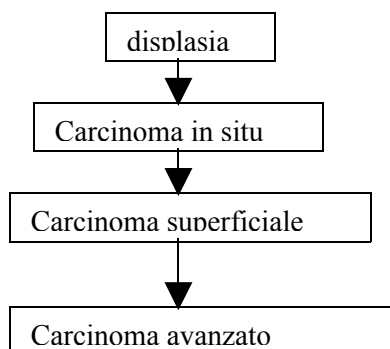 displasia
Carcinoma in situ
Carcinoma superficiale
Carcinoma avanzato